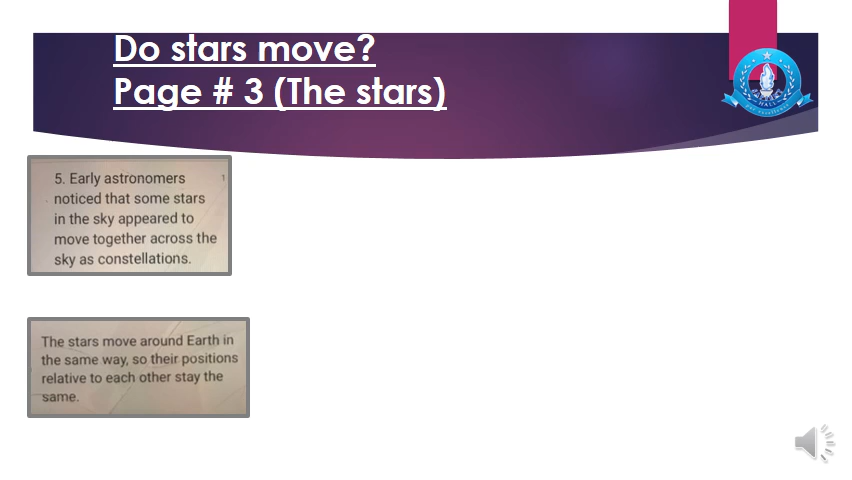 Do stars move?
Page # 3 (The stars)
5. Early astronomers
noticed that some stars
in the sky appeared to
move together across the
sky as constellations.
1
The stars move around Earth in
the same way, so their positions
relative to each other stay the
same.
HALL